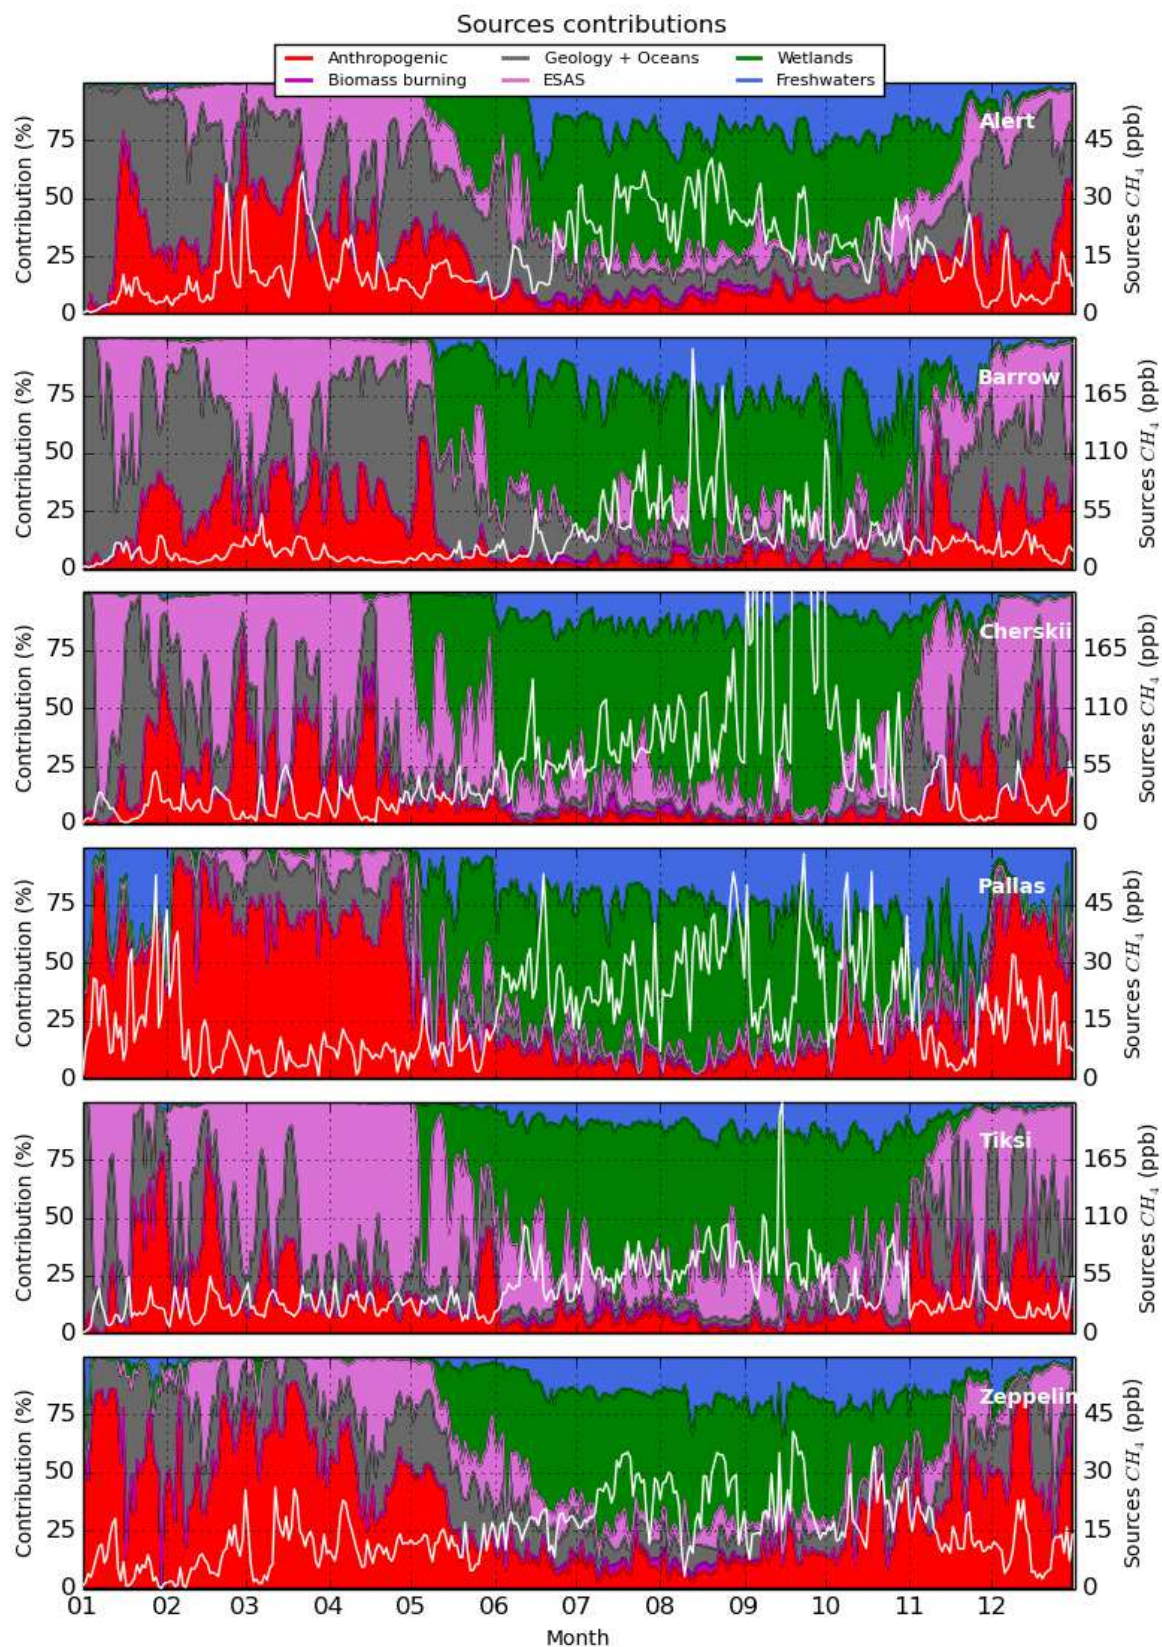 Sources contributions
Anthropogenic Geology + Oceans Wetlands
Biomass burning ESAS Freshwaters
Contribution (%)
75
50
25
0
Alert
45
30
15
0
Sources CH₄ (ppb)
Contribution (%)
75
50
25
0
Barrow
165
110
55
0
Sources CH₄ (ppb)
Contribution (%)
75
50
25
0
Cherskii
165
110
55
0
Sources CH₄ (ppb)
Contribution (%)
75
50
25
0
Pallas
45
30
15
0
Sources CH₄ (ppb)
Contribution (%)
75
50
25
0
Tiksi
165
110
55
0
Sources CH₄ (ppb)
Contribution (%)
75
50
25
0
Zeppelin
45
30
15
0
Sources CH₄ (ppb)
01 02 03 04 05 06 07 08 09 10 11 12
Month